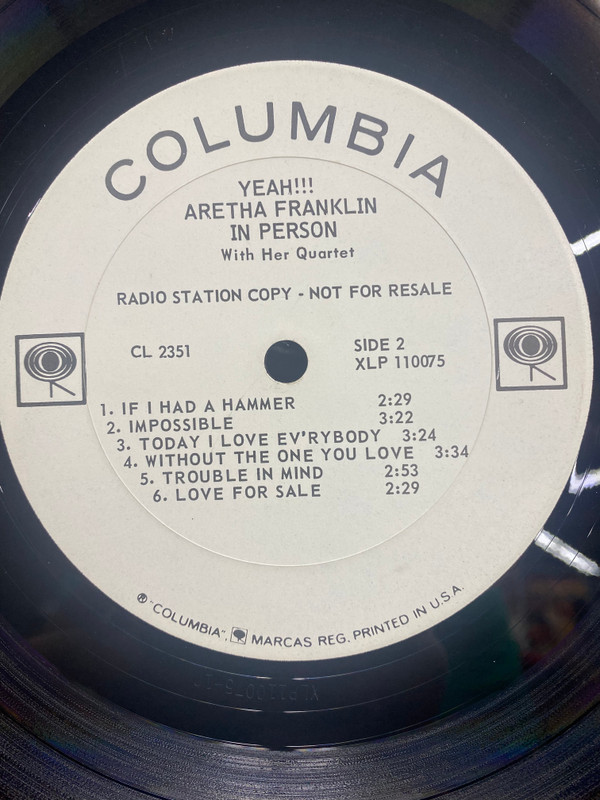 COLUMBIA
YEAH!!!
ARETHA FRANKLIN
IN PERSON
With Her Quartet
RADIO STATION COPY - NOT FOR RESALE
CL 2351
SIDE 2
XLP 110075
1. IF I HAD A HAMMER 2:29
2. IMPOSSIBLE 3:22
3. TODAY I LOVE EV'RYBODY 3:24
4. WITHOUT THE ONE YOU LOVE 3:34
5. TROUBLE IN MIND 2:53
6. LOVE FOR SALE 2:29
® "COLUMBIA", MARCAS REG. PRINTED IN U.S.A.